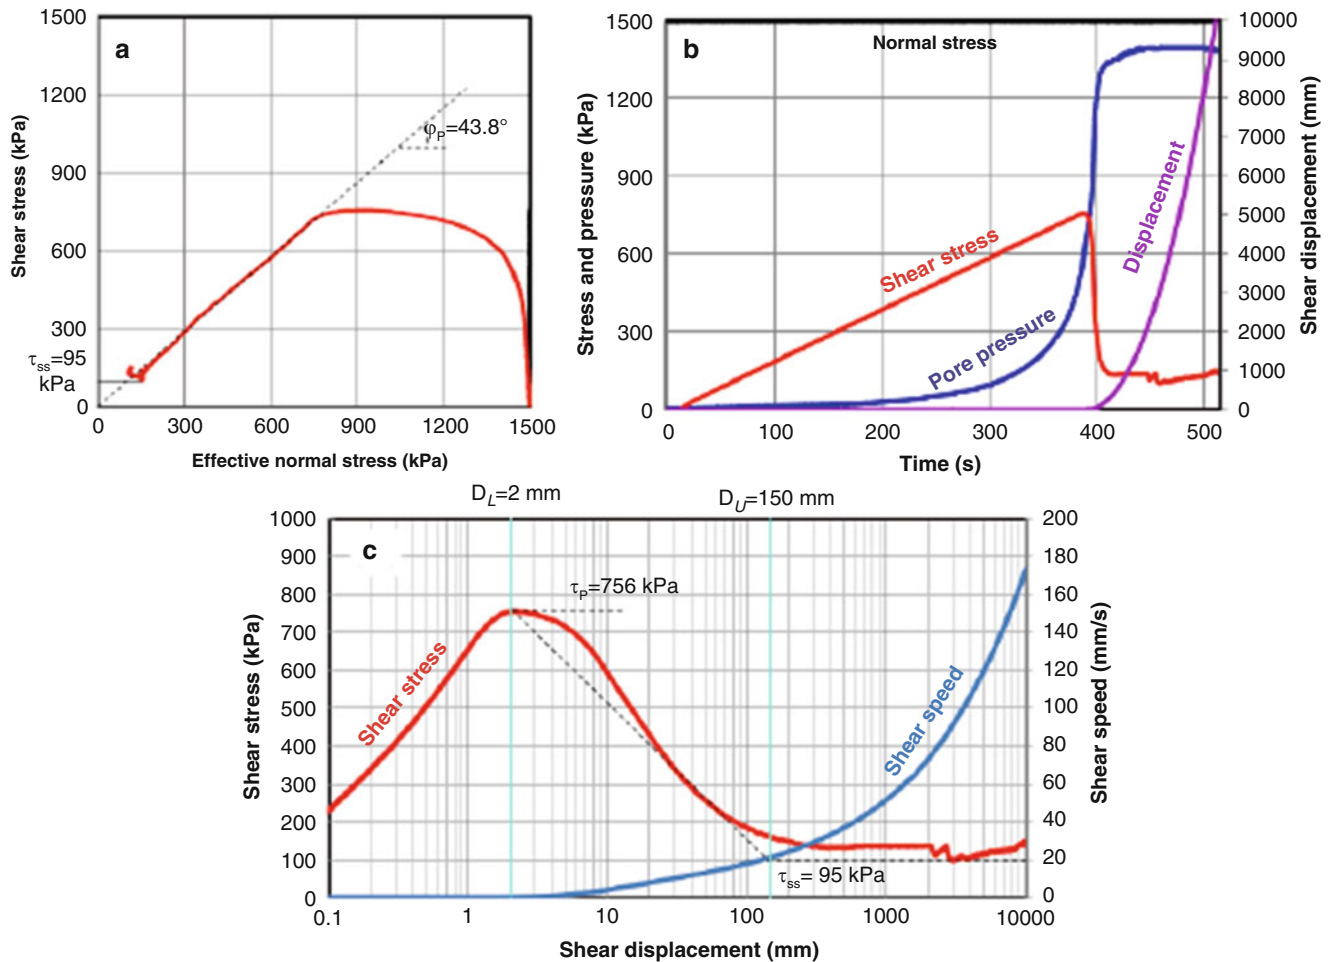 a
1500
1200
900
600
300
0
Shear stress (kPa)
φP=43.8°
τss=95
kPa
0 300 600 900 1200 1500
Effective normal stress (kPa)
b
Normal stress
1500
1200
900
600
300
0
Stress and pressure (kPa)
Shear stress
Pore pressure
Displacement
10000
9000
8000
7000
6000
5000
4000
3000
2000
1000
0
Shear displacement (mm)
0 100 200 300 400 500
Time (s)
DL=2 mm DU=150 mm
c
1000
900
800
700
600
500
400
300
200
100
0
Shear stress (kPa)
τP=756 kPa
Shear stress
Shear speed
τss= 95 kPa
200
180
160
140
120
100
80
60
40
20
0
Shear speed (mm/s)
0.1 1 10 100 1000 10000
Shear displacement (mm)